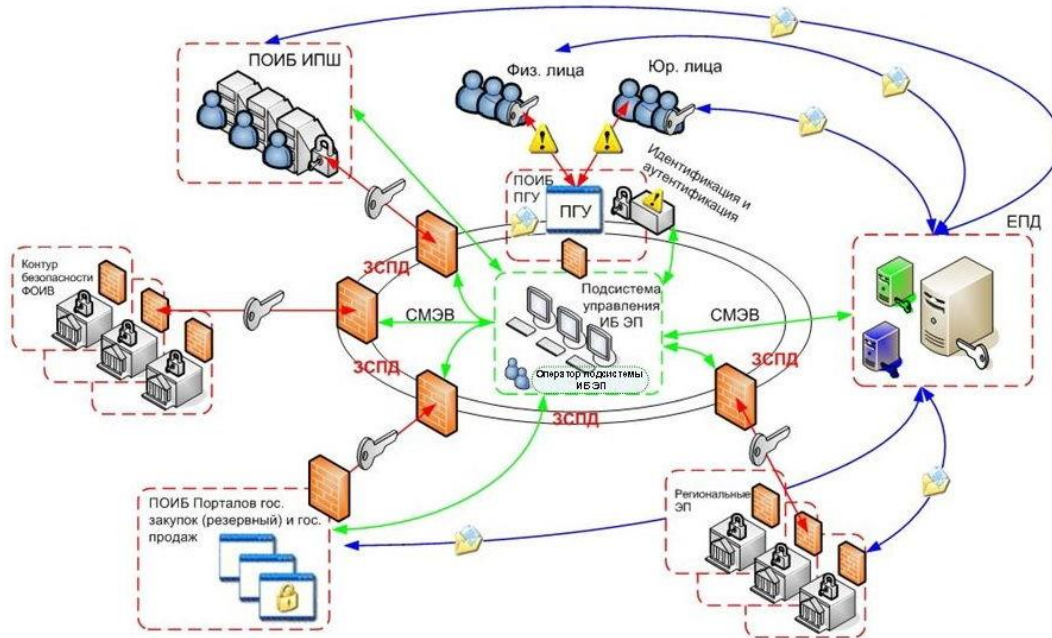 ПОИБ ИПШ
Физ. лица
Юр. лица
Идентификация и
аутентификация
ПОИБ
ПГУ
ПГУ
ЕПД
Контур
безопасности
ФОИВ
ЗСПД
Подсистема
управления
ИБ ЭП
СМЭВ
СМЭВ
ЗСПД
ЗСПД
Оператор подсистемы
ИБ ЭП
ЗСПД
ПОИБ Порталов гос.
закупок (резервный) и гос.
продаж
Региональные
ЭП